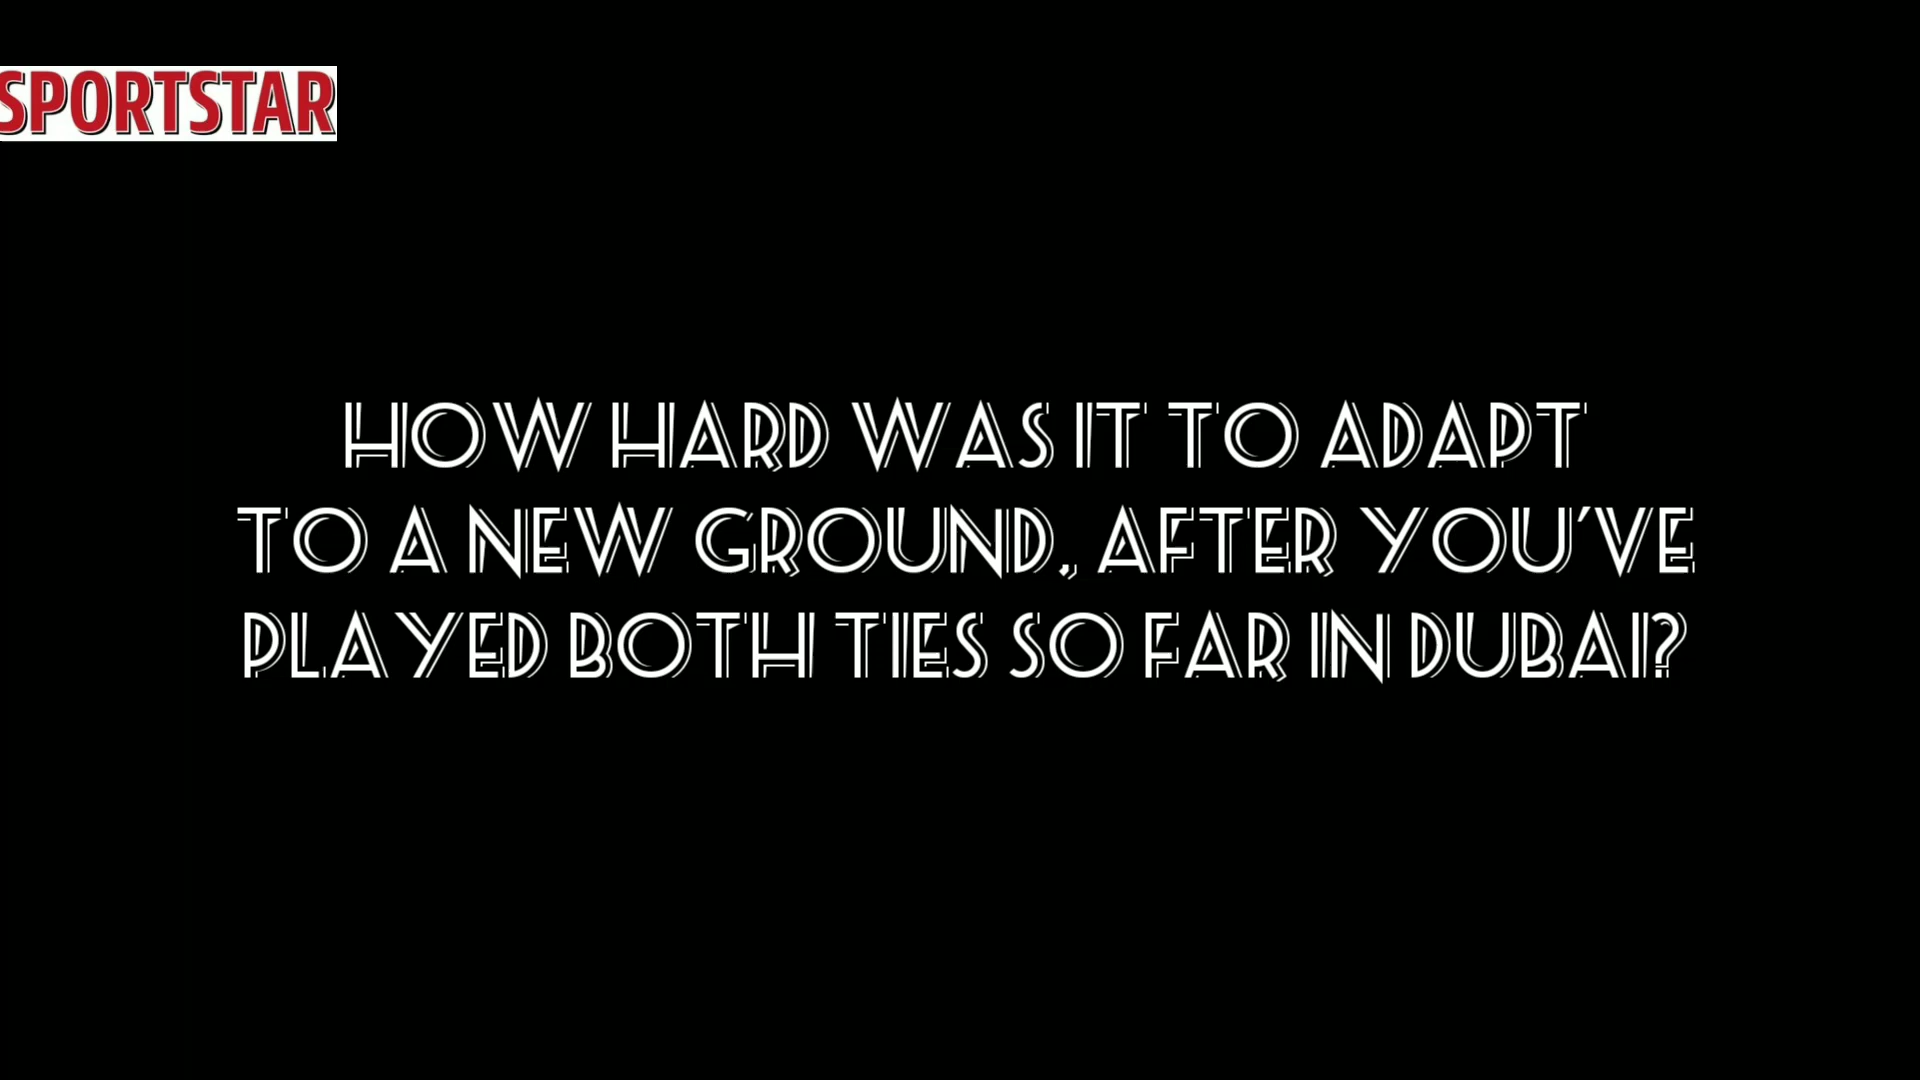 SPORTSTAR
HOW HARD WAS IT TO ADAPT
TO A NEW GROUND, AFTER YOU'VE
PLAYED BOTH TIES SO FAR IN DUBAI?